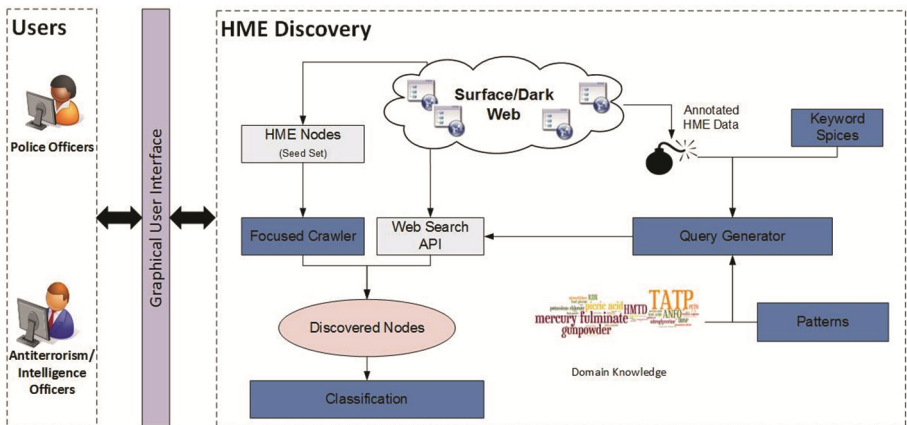 Users
HME Discovery
Police Officers
Antiterrorism/
Intelligence
Officers
Graphical User Interface
Surface/Dark
Web
HME Nodes
(Seed Set)
Annotated
HME Data
Keyword
Spices
Focused Crawler
Web Search
API
Query Generator
Discovered Nodes
picric acid
HMTD
TATP
mercury fulminate
ANFO
gunpowder
Patterns
Domain Knowledge
Classification